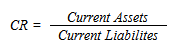 CR = Current Assets
Current Liabilites